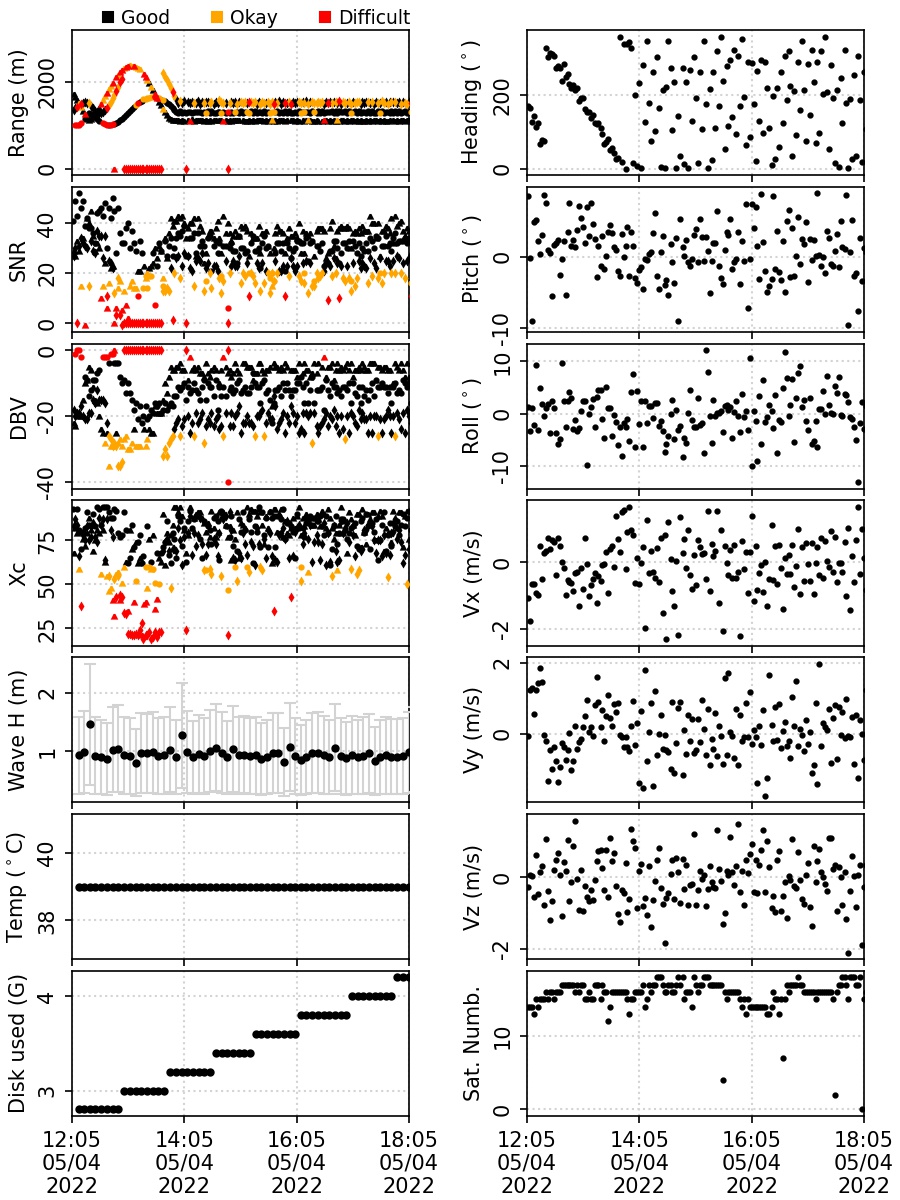 Good Okay Difficult
Range (m)
2000
0
Heading (°)
200
0
SNR
40
20
0
Pitch (°)
0
-10
DBV
0
-20
-40
Roll (°)
10
0
-10
Xc
75
50
25
Vx (m/s)
0
-2
Wave H (m)
2
1
Vy (m/s)
2
0
Temp (°C)
40
38
Vz (m/s)
0
-2
Disk used (G)
4
3
Sat. Numb.
10
0
12:05 14:05 16:05 18:05 12:05 14:05 16:05 18:05
05/04 05/04 05/04 05/04 05/04 05/04 05/04 05/04
2022 2022 2022 2022 2022 2022 2022 2022